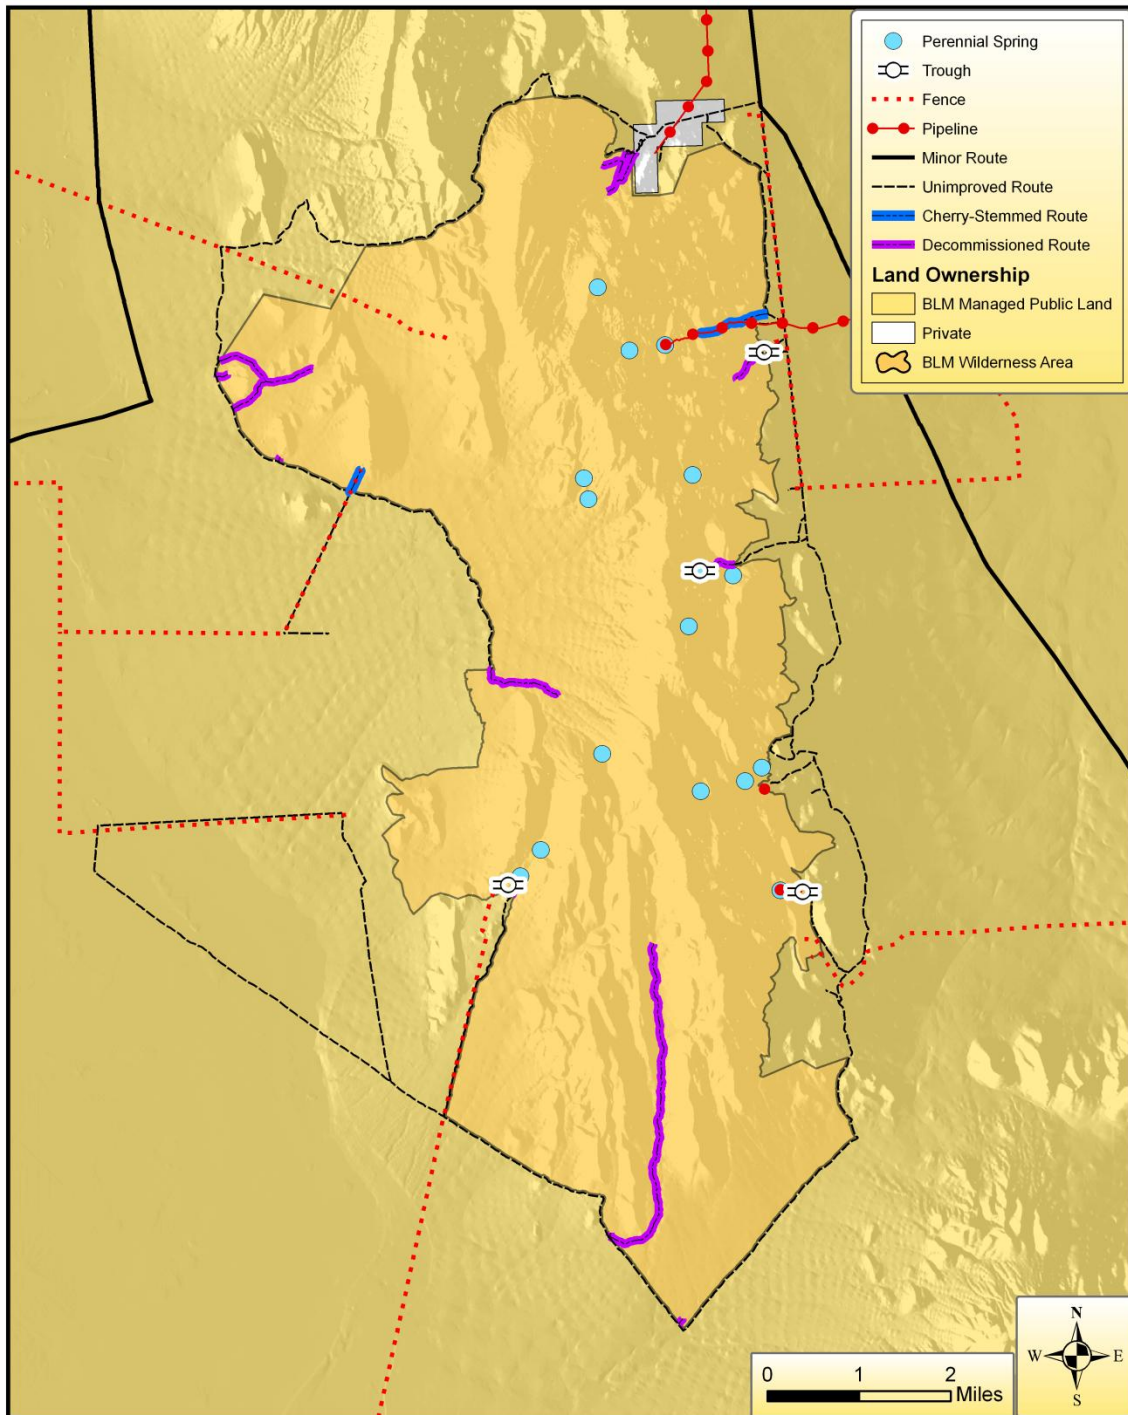 Perennial Spring
Trough
Fence
Pipeline
Minor Route
Unimproved Route
Cherry-Stemmed Route
Decommissioned Route
Land Ownership
BLM Managed Public Land
Private
BLM Wilderness Area
N
W E
S
0 1 2
Miles